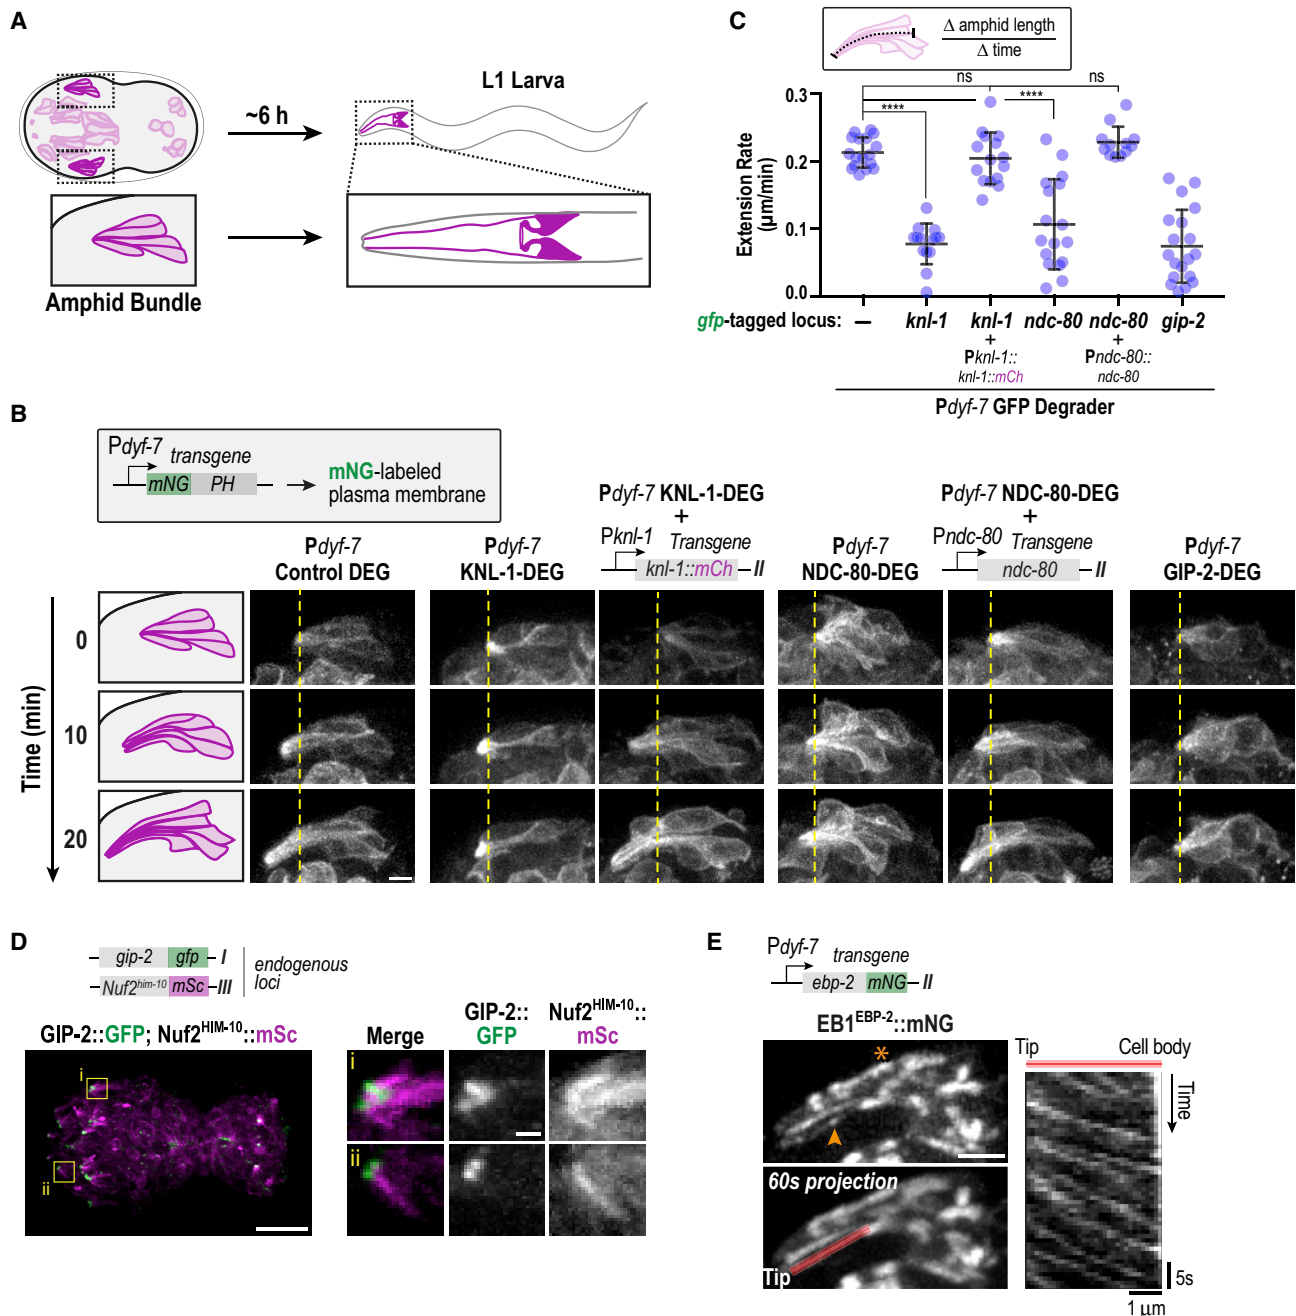 A
~6 h
L1 Larva
Amphid Bundle
C
Δ amphid length
Δ time
ns
ns
****
****
0.3
0.2
0.1
0.0
Extension Rate
(μm/min)
gfp-tagged locus:
—
knl-1
knl-1
+
Pknl-1::
knl-1::mCh
ndc-80
ndc-80
+
Pndc-80::
ndc-80
gip-2
Pdyf-7 GFP Degrader
B
Pdyf-7
transgene
mNG
PH
mNG-labeled
plasma membrane
Pdyf-7
Control DEG
Pdyf-7
KNL-1-DEG
Pdyf-7 KNL-1-DEG
+
Pknl-1
Transgene
knl-1::mCh
II
Pdyf-7
NDC-80-DEG
Pdyf-7 NDC-80-DEG
+
Pndc-80
Transgene
ndc-80
II
Pdyf-7
GIP-2-DEG
Time (min)
0
10
20
D
gip-2
gfp
I
Nuf2him-10
mSc
III
endogenous
loci
GIP-2::GFP; Nuf2HIM-10::mSc
i
ii
Merge
GIP-2::
GFP
Nuf2HIM-10::
mSc
i
ii
E
Pdyf-7
transgene
ebp-2
mNG
II
EB1EBP-2::mNG
*
60s projection
Tip
Tip
Cell body
Time
5s
1 μm